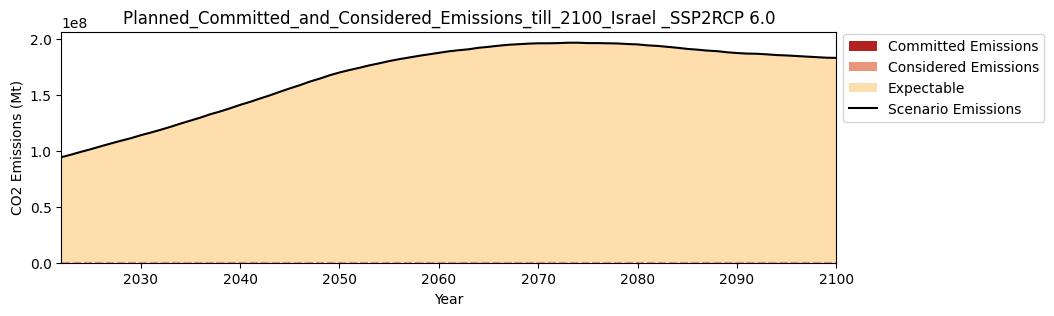 Planned_Committed_and_Considered_Emissions_till_2100_Israel _SSP2RCP 6.0
1e8
2.0
1.5
1.0
0.5
0.0
CO2 Emissions (Mt)
2030 2040 2050 2060 2070 2080 2090 2100
Year
Committed Emissions
Considered Emissions
Expectable
Scenario Emissions